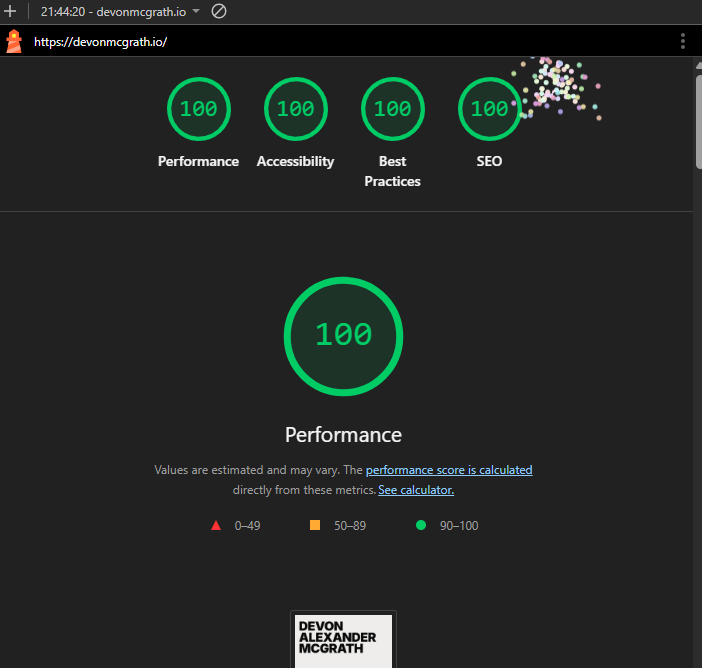 21:44:20 - devonmcgrath.io
https://devonmcgrath.io/
100 100 100 100
Performance Accessibility Best Practices SEO
100
Performance
Values are estimated and may vary. The performance score is calculated
directly from these metrics. See calculator.
0–49 50–89 90–100
DEVON
ALEXANDER
MCGRATH